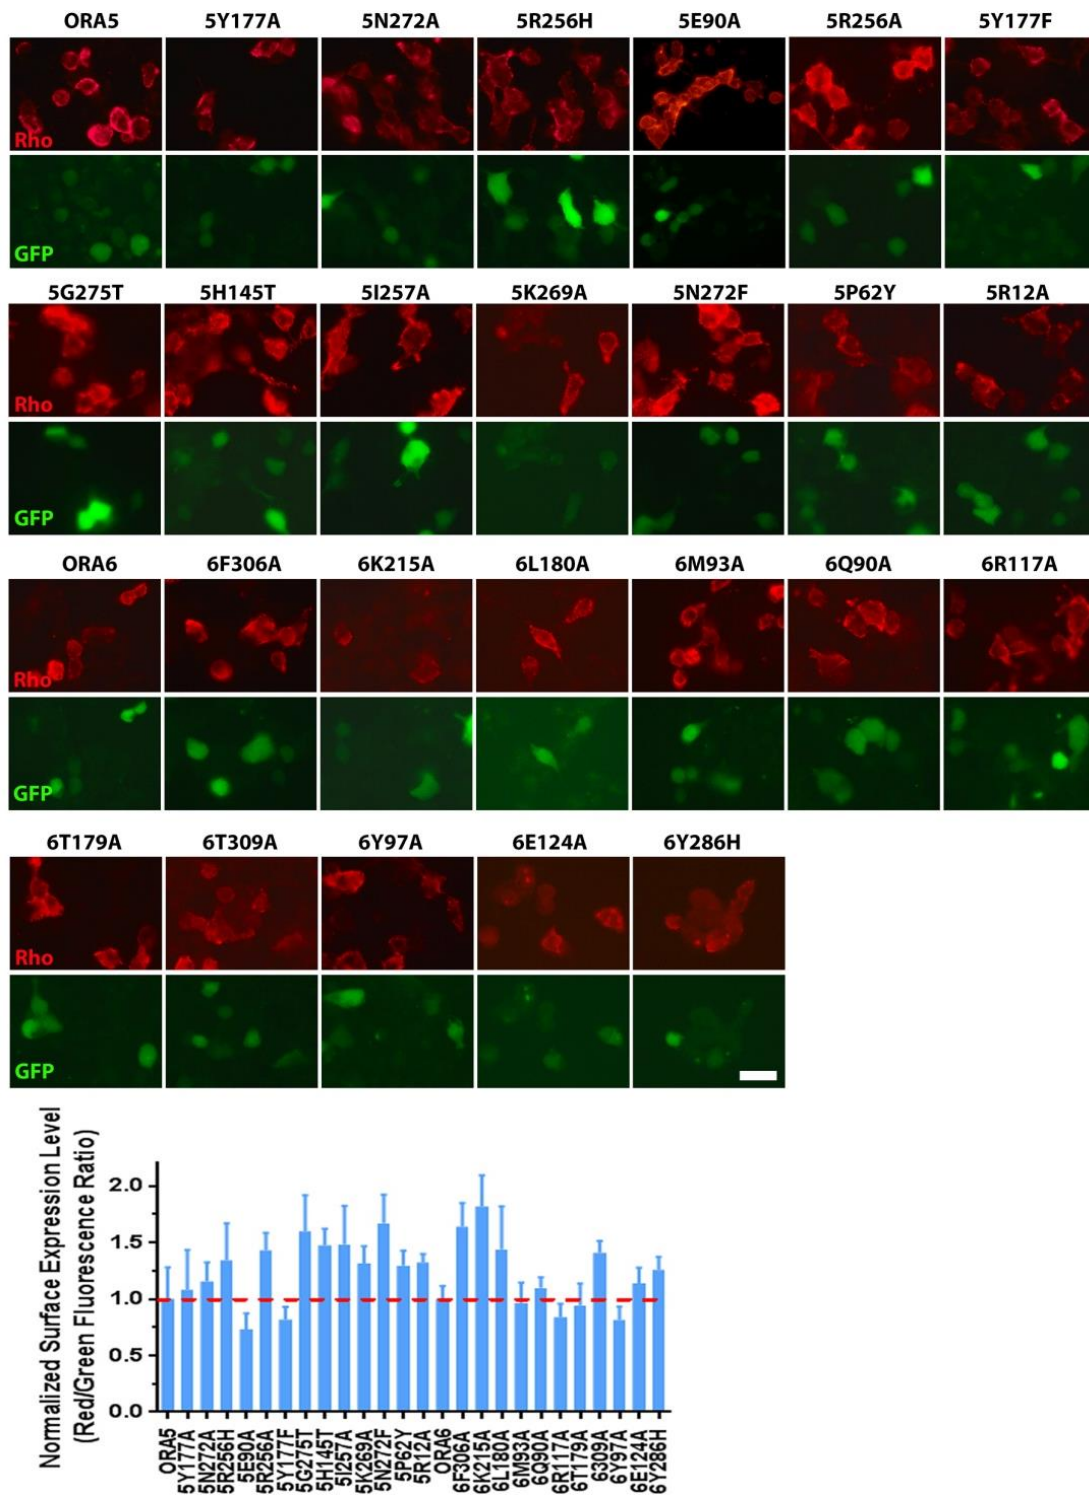 ORA5 5Y177A 5N272A 5R256H 5E90A 5R256A 5Y177F
Rho
GFP
5G275T 5H145T 5I257A 5K269A 5N272F 5P62Y 5R12A
Rho
GFP
ORA6 6F306A 6K215A 6L180A 6M93A 6Q90A 6R117A
Rho
GFP
6T179A 6T309A 6Y97A 6E124A 6Y286H
Rho
GFP
Normalized Surface Expression Level
(Red/Green Fluorescence Ratio)
2.0
1.5
1.0
0.5
0.0
ORA5
5Y177A
5N272A
5R256H
5E90A
5R256A
5Y177F
5G275T
5H145T
5I257A
5K269A
5N272F
5P62Y
5R12A
ORA6
6F306A
6K215A
6L180A
6M93A
6Q90A
6R117A
6T179A
6309A
6Y97A
6E124A
6Y286H